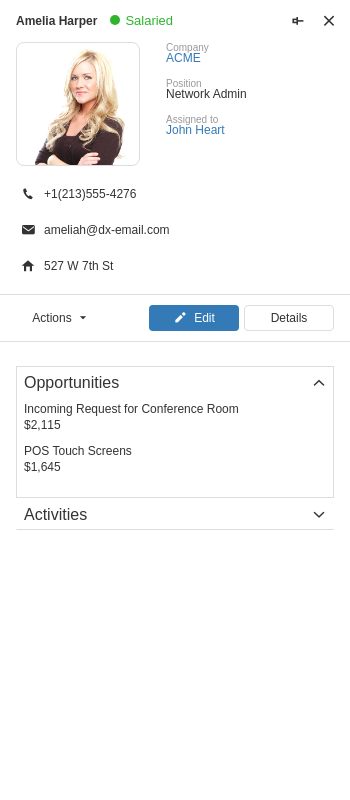 Amelia Harper Salaried
Company
ACME
Position
Network Admin
Assigned to
John Heart
+1(213)555-4276
ameliah@dx-email.com
527 W 7th St
Actions Edit Details
Opportunities
Incoming Request for Conference Room
$2,115
POS Touch Screens
$1,645
Activities